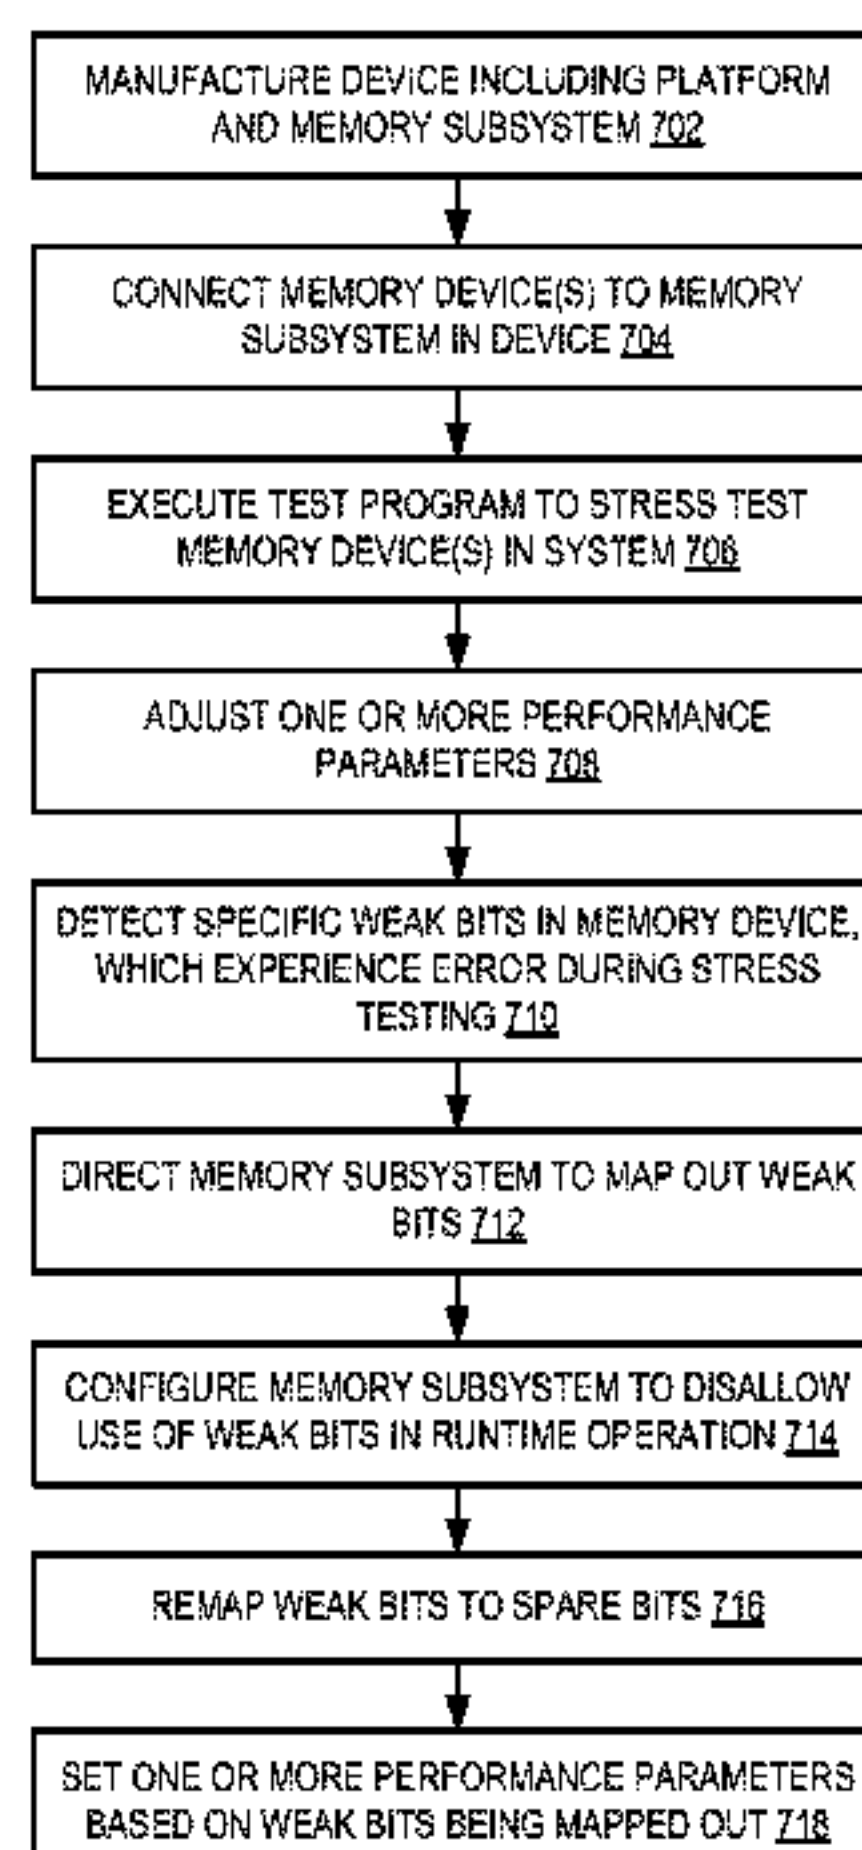 MANUFACTURE DEVICE INCLUDING PLATFORM
AND MEMORY SUBSYSTEM 702
CONNECT MEMORY DEVICE(S) TO MEMORY
SUBSYSTEM IN DEVICE 704
EXECUTE TEST PROGRAM TO STRESS TEST
MEMORY DEVICE(S) IN SYSTEM 706
ADJUST ONE OR MORE PERFORMANCE
PARAMETERS 708
DETECT SPECIFIC WEAK BITS IN MEMORY DEVICE,
WHICH EXPERIENCE ERROR DURING STRESS
TESTING 710
DIRECT MEMORY SUBSYSTEM TO MAP OUT WEAK
BITS 712
CONFIGURE MEMORY SUBSYSTEM TO DISALLOW
USE OF WEAK BITS IN RUNTIME OPERATION 714
REMAP WEAK BITS TO SPARE BITS 716
SET ONE OR MORE PERFORMANCE PARAMETERS
BASED ON WEAK BITS BEING MAPPED OUT 718